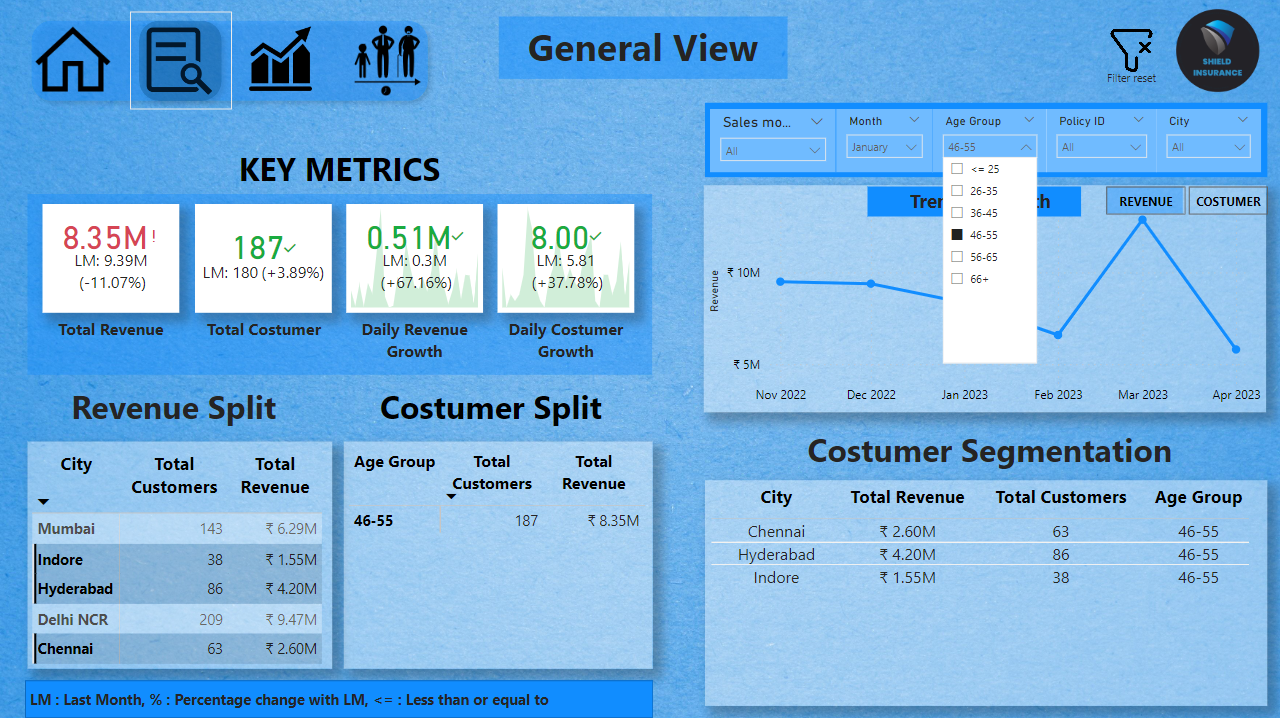 General View
Filter reset
SHIELD
INSURANCE
Sales mo...
All
Month
January
Age Group
46-55
Policy ID
All
City
All
<= 25
26-35
36-45
46-55
56-65
66+
KEY METRICS
8.35M!
LM: 9.39M
(-11.07%)
Total Revenue
187
LM: 180 (+3.89%)
Total Costumer
0.51M
LM: 0.3M
(+67.16%)
Daily Revenue
Growth
8.00
LM: 5.81
(+37.78%)
Daily Costumer
Growth
REVENUE
COSTUMER
Revenue
₹ 10M
₹ 5M
Nov 2022 Dec 2022 Jan 2023 Feb 2023 Mar 2023 Apr 2023
Revenue Split
City Total Customers Total Revenue
Mumbai 143 ₹ 6.29M
Indore 38 ₹ 1.55M
Hyderabad 86 ₹ 4.20M
Delhi NCR 209 ₹ 9.47M
Chennai 63 ₹ 2.60M
Costumer Split
Age Group Total Customers Total Revenue
46-55 187 ₹ 8.35M
Costumer Segmentation
City Total Revenue Total Customers Age Group
Chennai ₹ 2.60M 63 46-55
Hyderabad ₹ 4.20M 86 46-55
Indore ₹ 1.55M 38 46-55
LM : Last Month, % : Percentage change with LM, <= : Less than or equal to